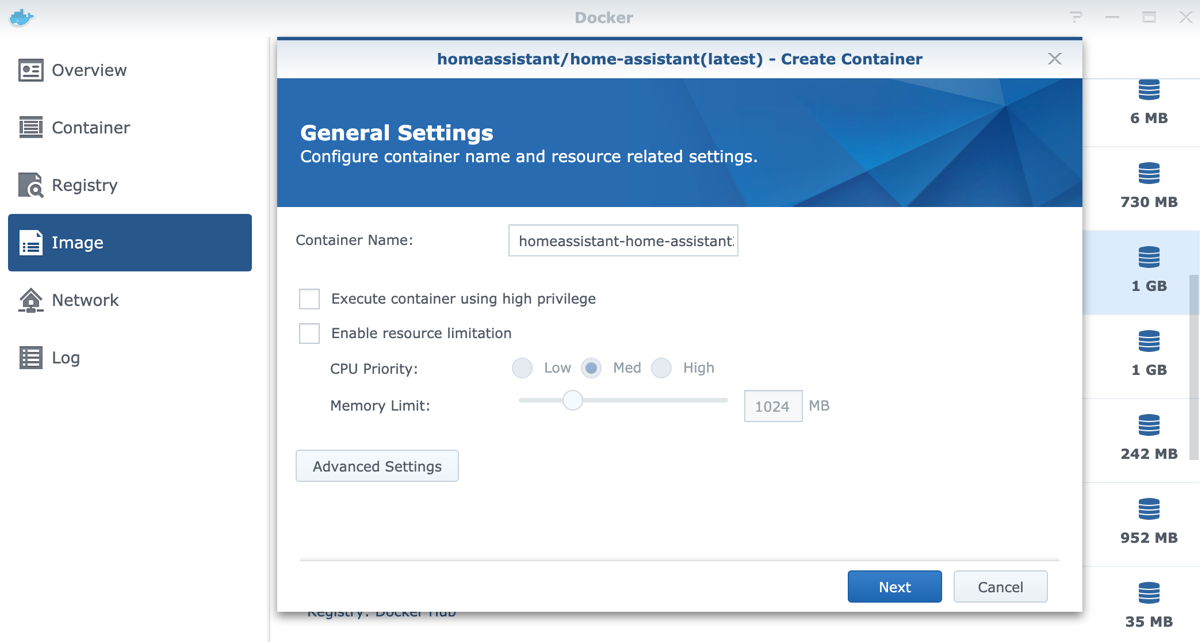 Docker
Overview
Container
Registry
Image
Network
Log
homeassistant/home-assistant(latest) - Create Container
General Settings
Configure container name and resource related settings.
Container Name:
homeassistant-home-assistant
Execute container using high privilege
Enable resource limitation
CPU Priority:
Low
Med
High
Memory Limit:
1024
MB
Advanced Settings
Next
Cancel
Registry: Docker Hub
6 MB
730 MB
1 GB
1 GB
242 MB
952 MB
35 MB